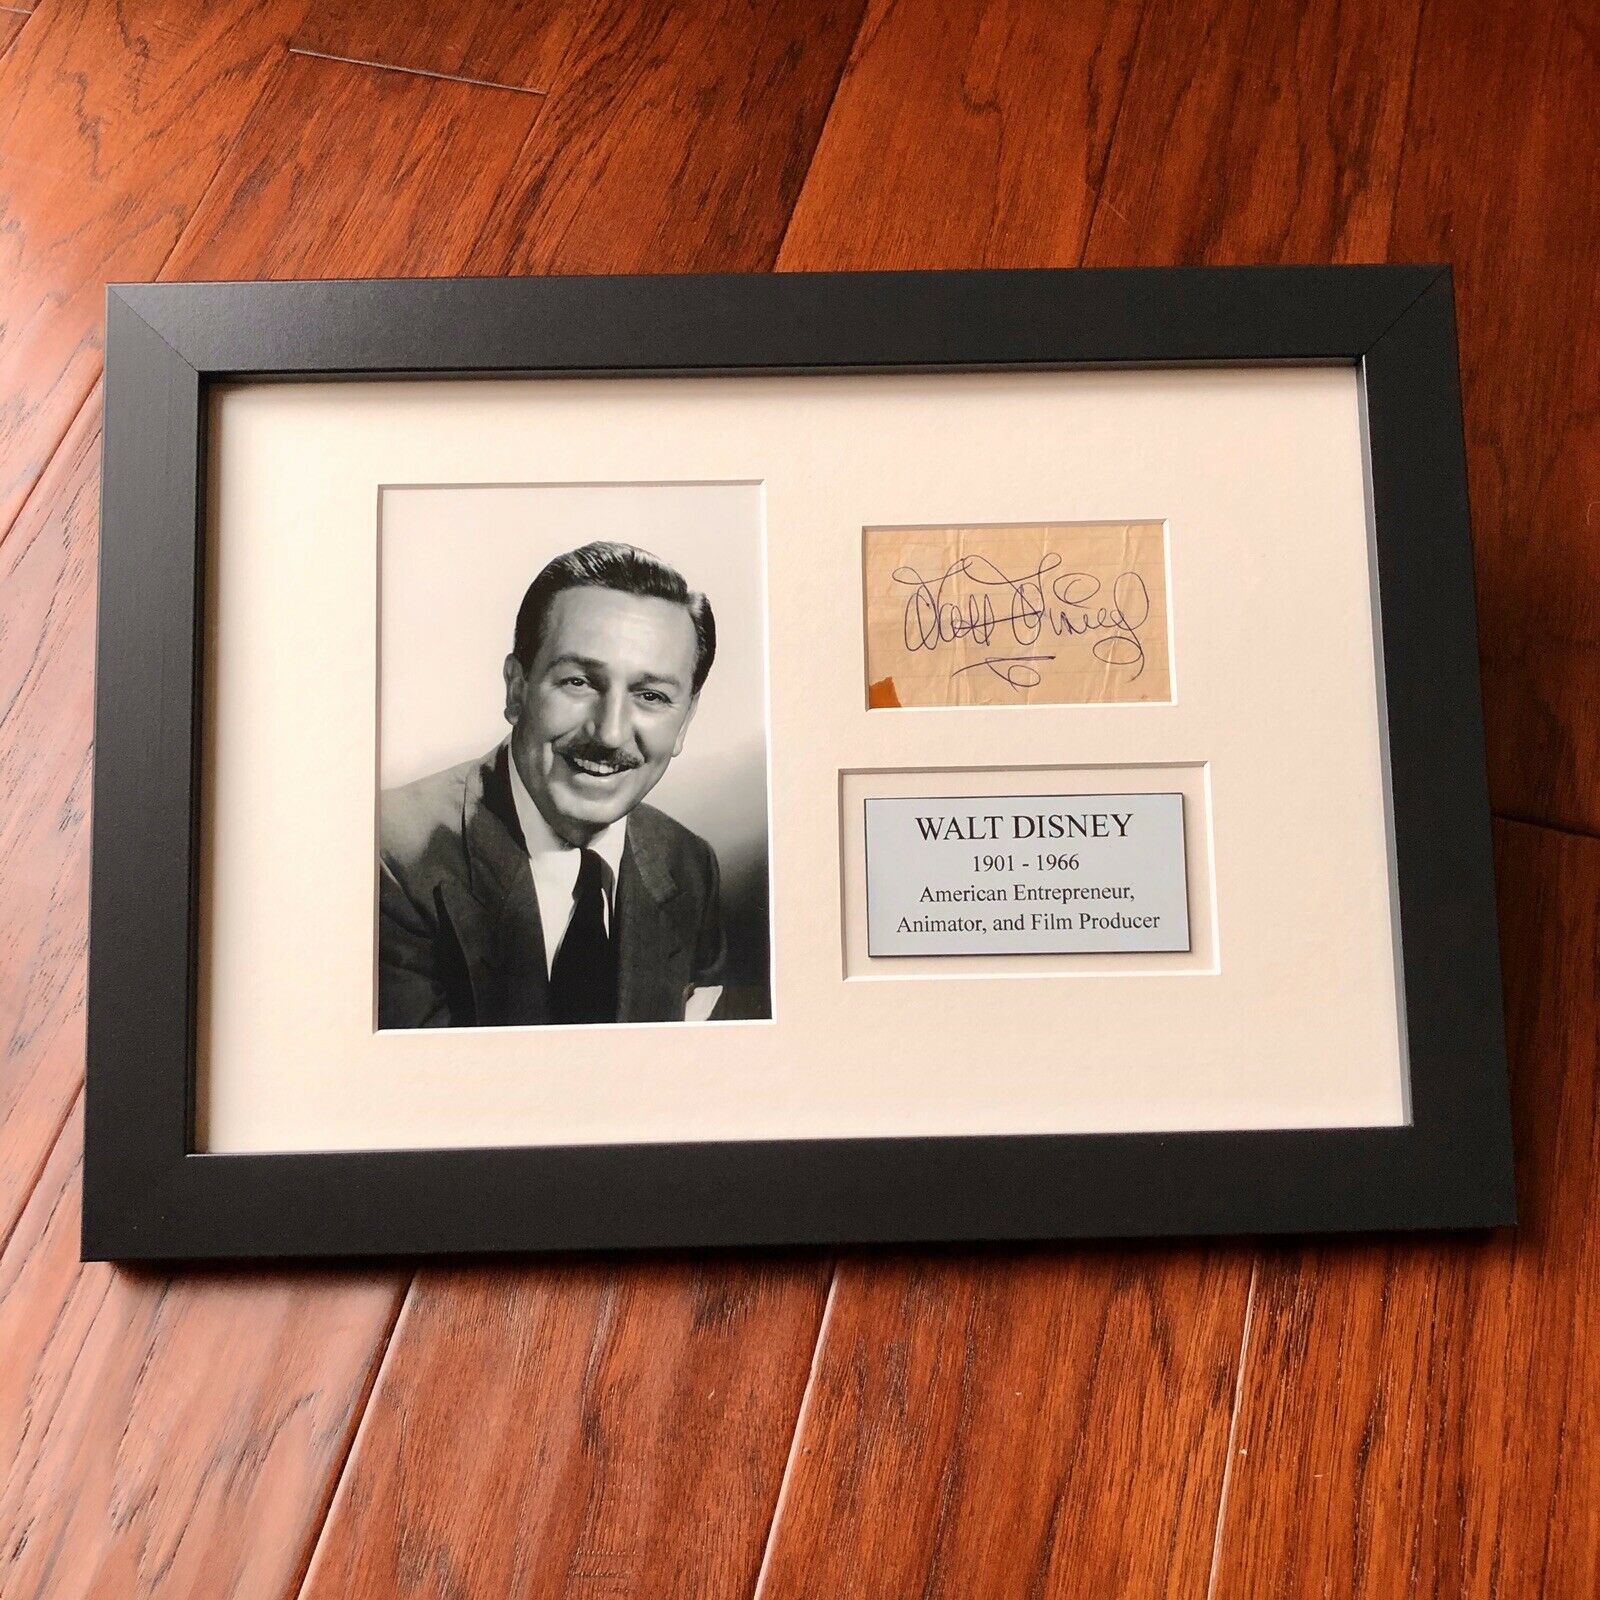 Walt Disney
WALT DISNEY
1901 - 1966
American Entrepreneur,
Animator, and Film Producer